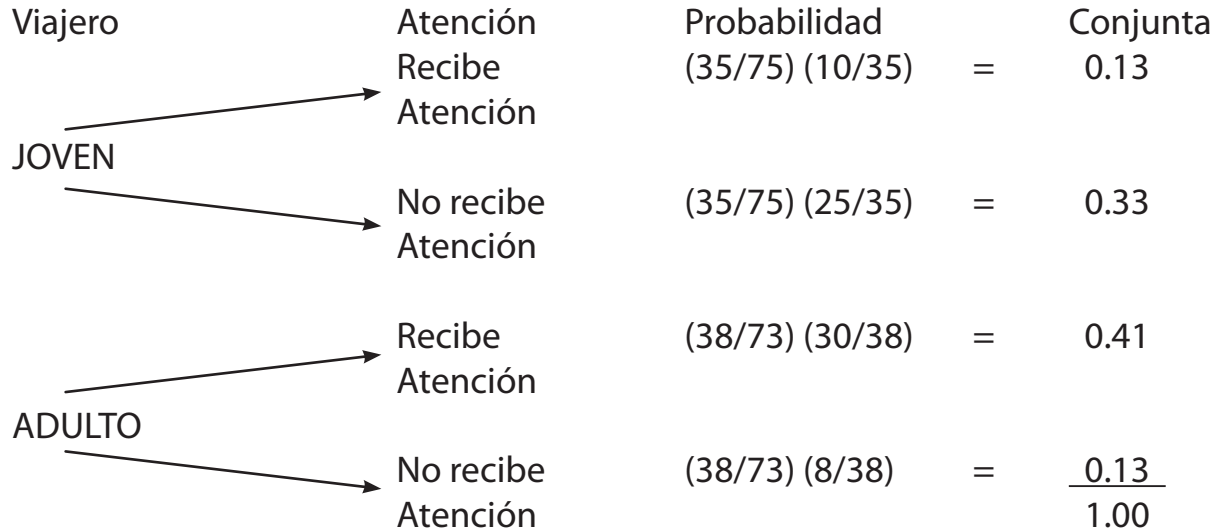 Viajero Atención Probabilidad Conjunta
Recibe (35/75) (10/35) = 0.13
Atención
JOVEN
No recibe (35/75) (25/35) = 0.33
Atención
Recibe (38/73) (30/38) = 0.41
Atención
ADULTO
No recibe (38/73) (8/38) = 0.13
Atención 1.00